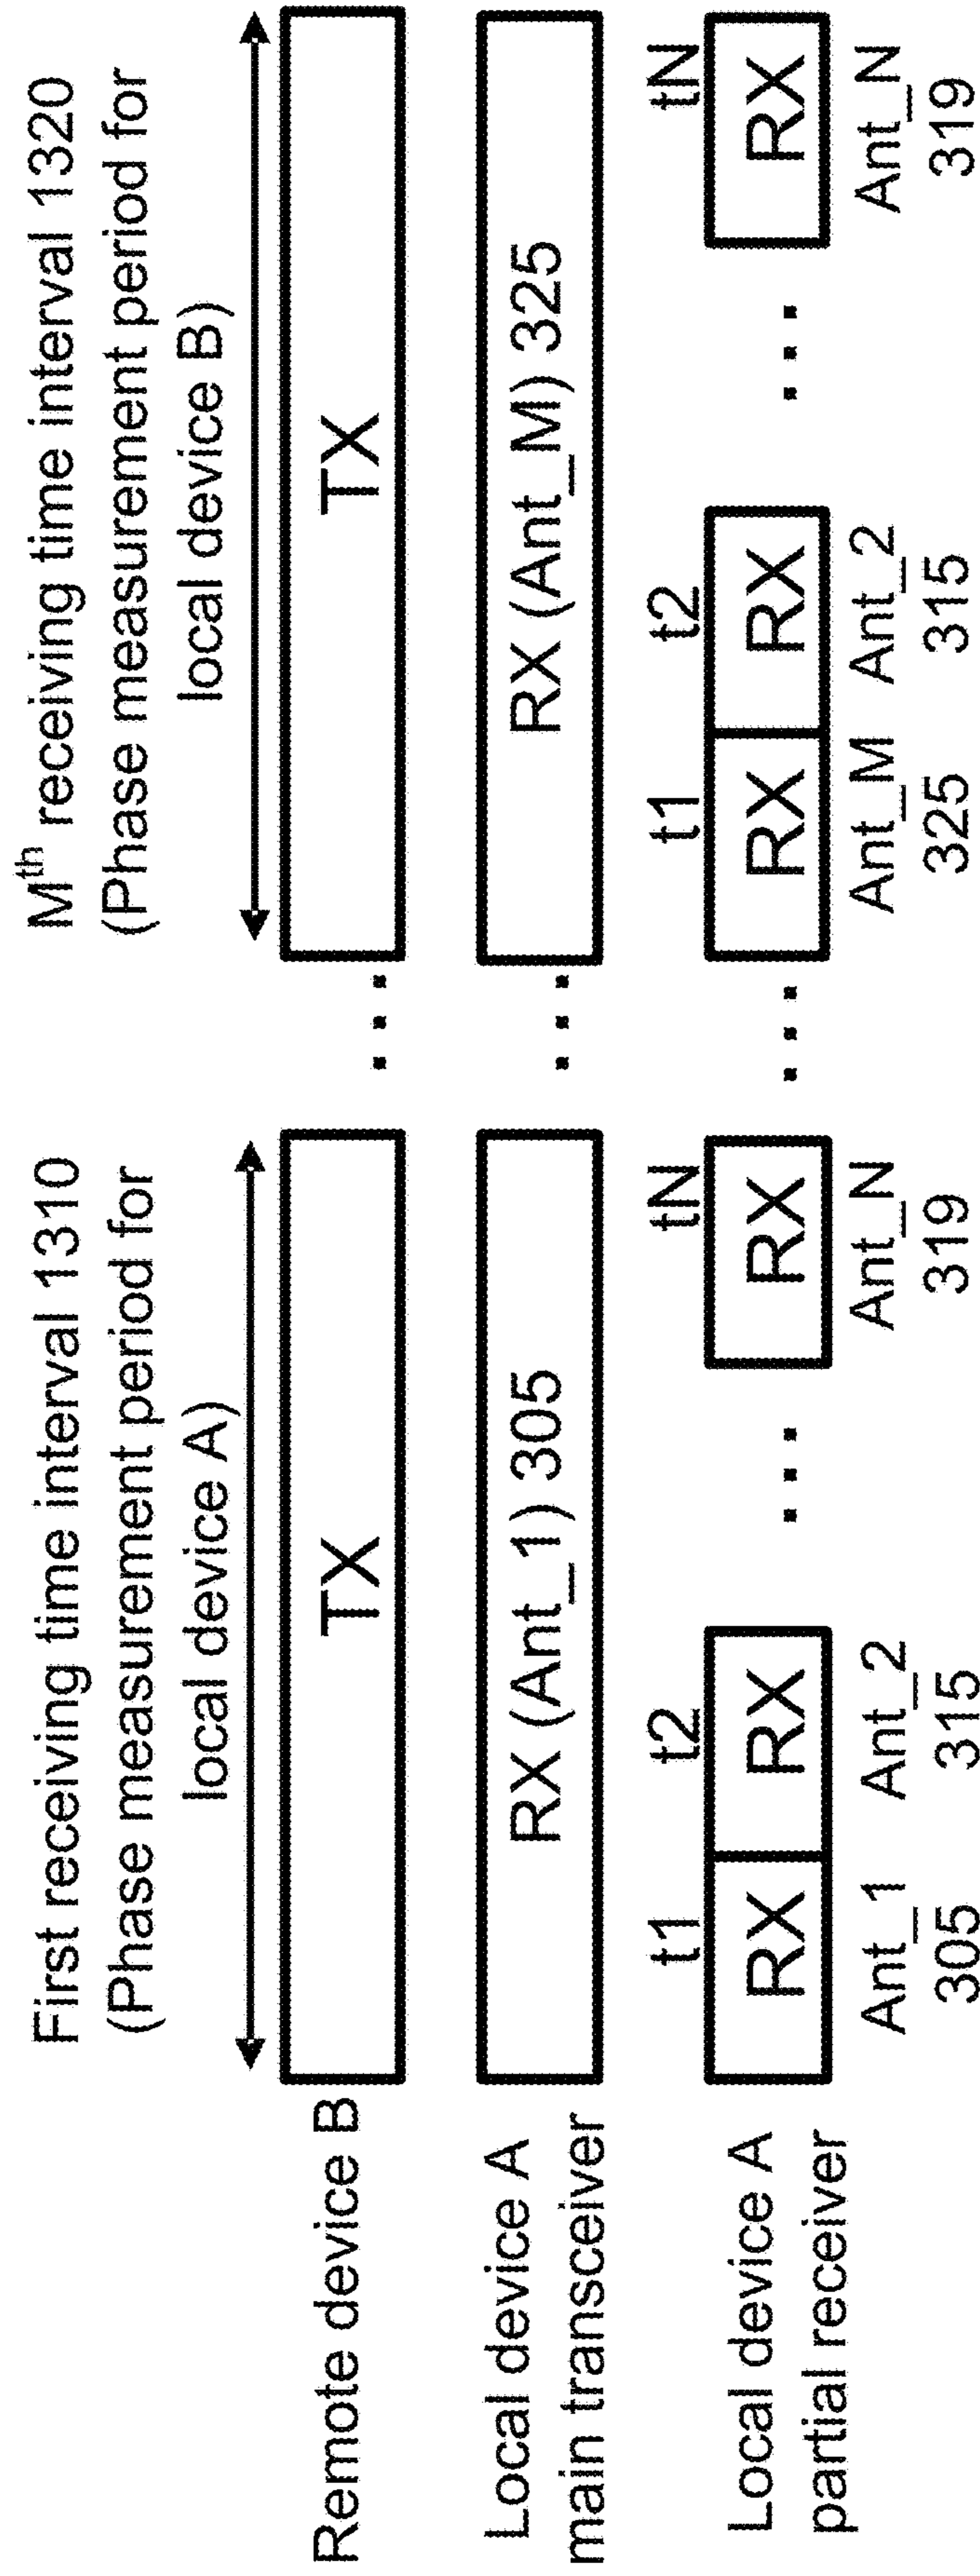 First receiving time interval 1310
(Phase measurement period for
local device A)
Mth receiving time interval 1320
(Phase measurement period for
local device B)
Remote device B
TX
...
TX
Local device A
main transceiver
RX (Ant_1) 305
...
RX (Ant_M) 325
Local device A
partial receiver
t1
t2
tN
t1
t2
tN
RX
RX
...
RX
...
RX
RX
...
RX
Ant_1
305
Ant_2
315
Ant_N
319
Ant_M
325
Ant_2
315
Ant_N
319